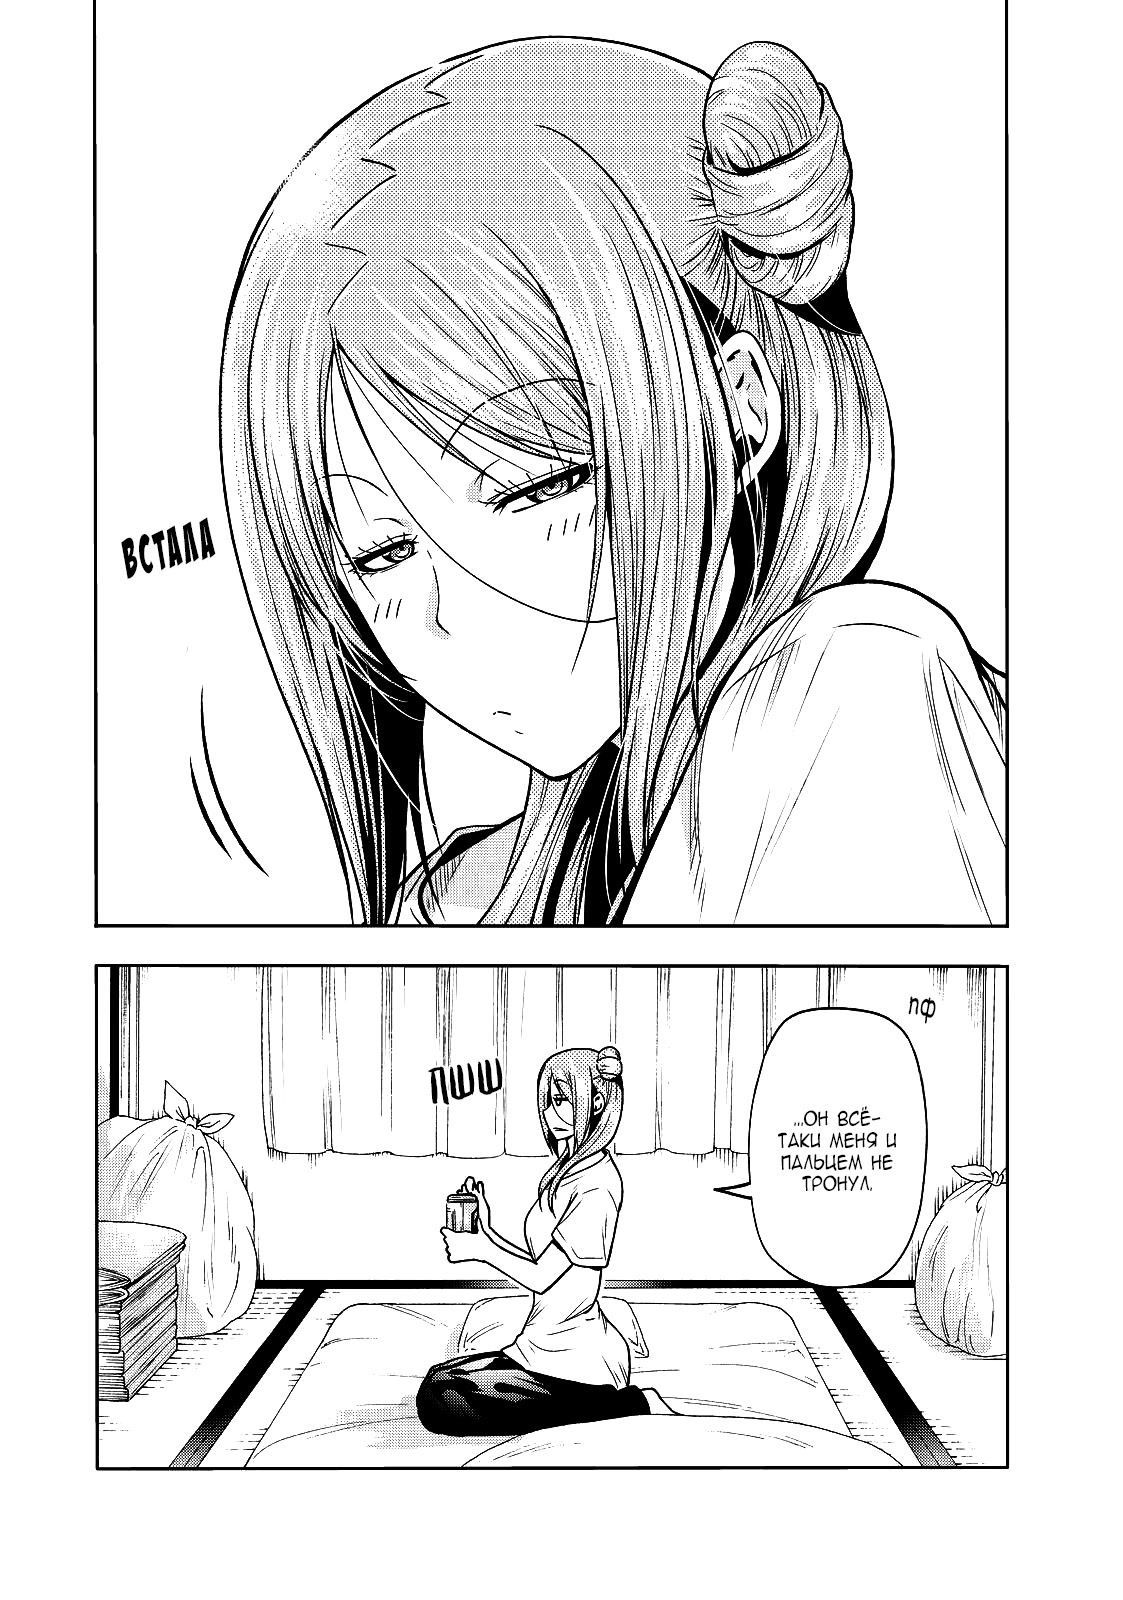 ВСТАЛА
ПФ
...ОН ВСЁ-
ТАКИ МЕНЯ И
ПАЛЬЦЕМ НЕ
ТРОНУЛ.
ПШШ